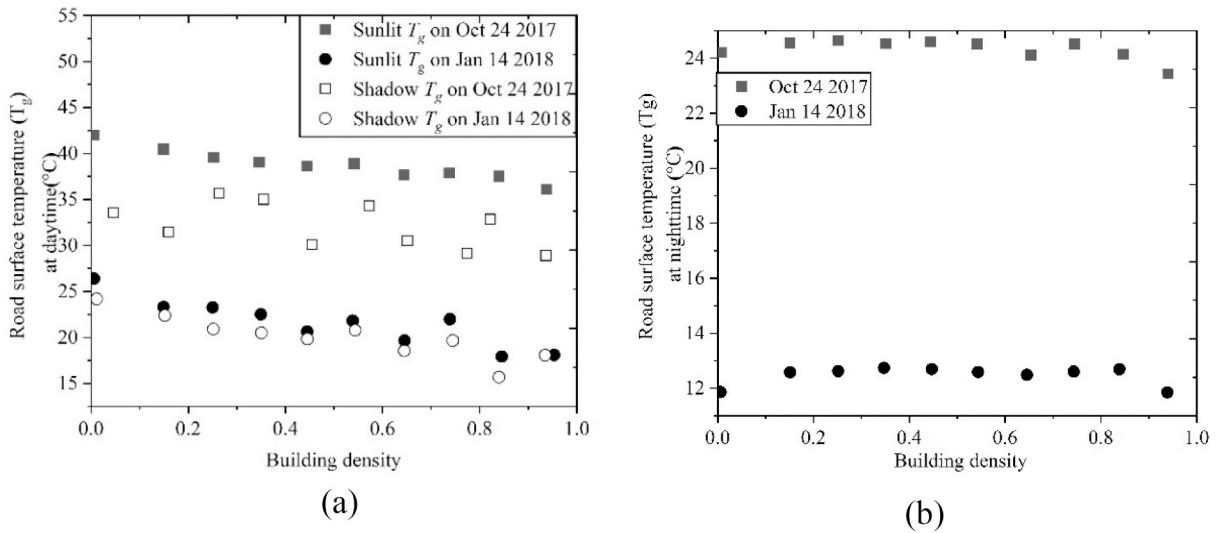 55
50
45
40
35
30
25
20
15
Road surface temperature (Tg)
at daytime(°C)
Sunlit Tg on Oct 24 2017
Sunlit Tg on Jan 14 2018
Shadow Tg on Oct 24 2017
Shadow Tg on Jan 14 2018
0.0 0.2 0.4 0.6 0.8 1.0
Building density
(a)
24
22
20
18
16
14
12
Road surface temperature (Tg)
at nighttime (°C)
Oct 24 2017
Jan 14 2018
0.0 0.2 0.4 0.6 0.8 1.0
Building density
(b)